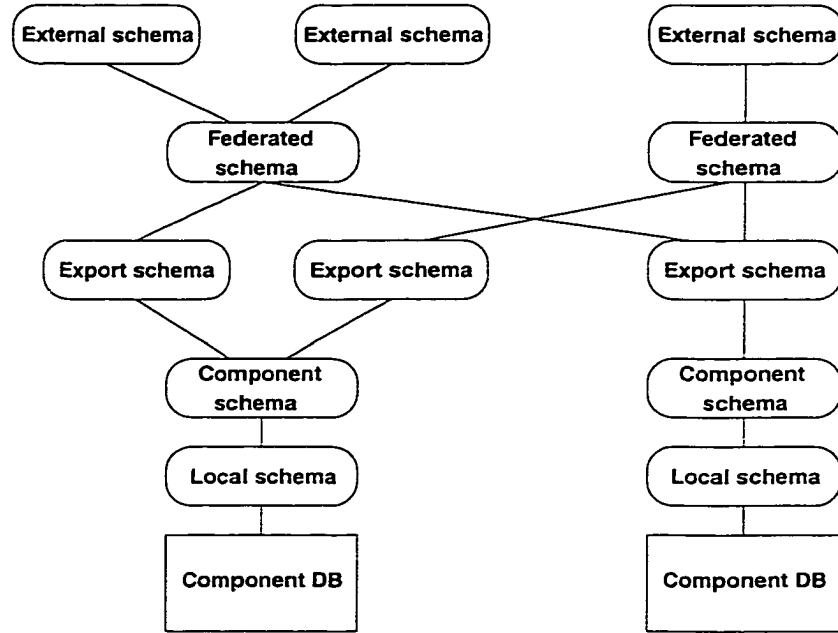 External schema
External schema
External schema
Federated
schema
Federated
schema
Export schema
Export schema
Export schema
Component
schema
Component
schema
Local schema
Local schema
Component DB
Component DB